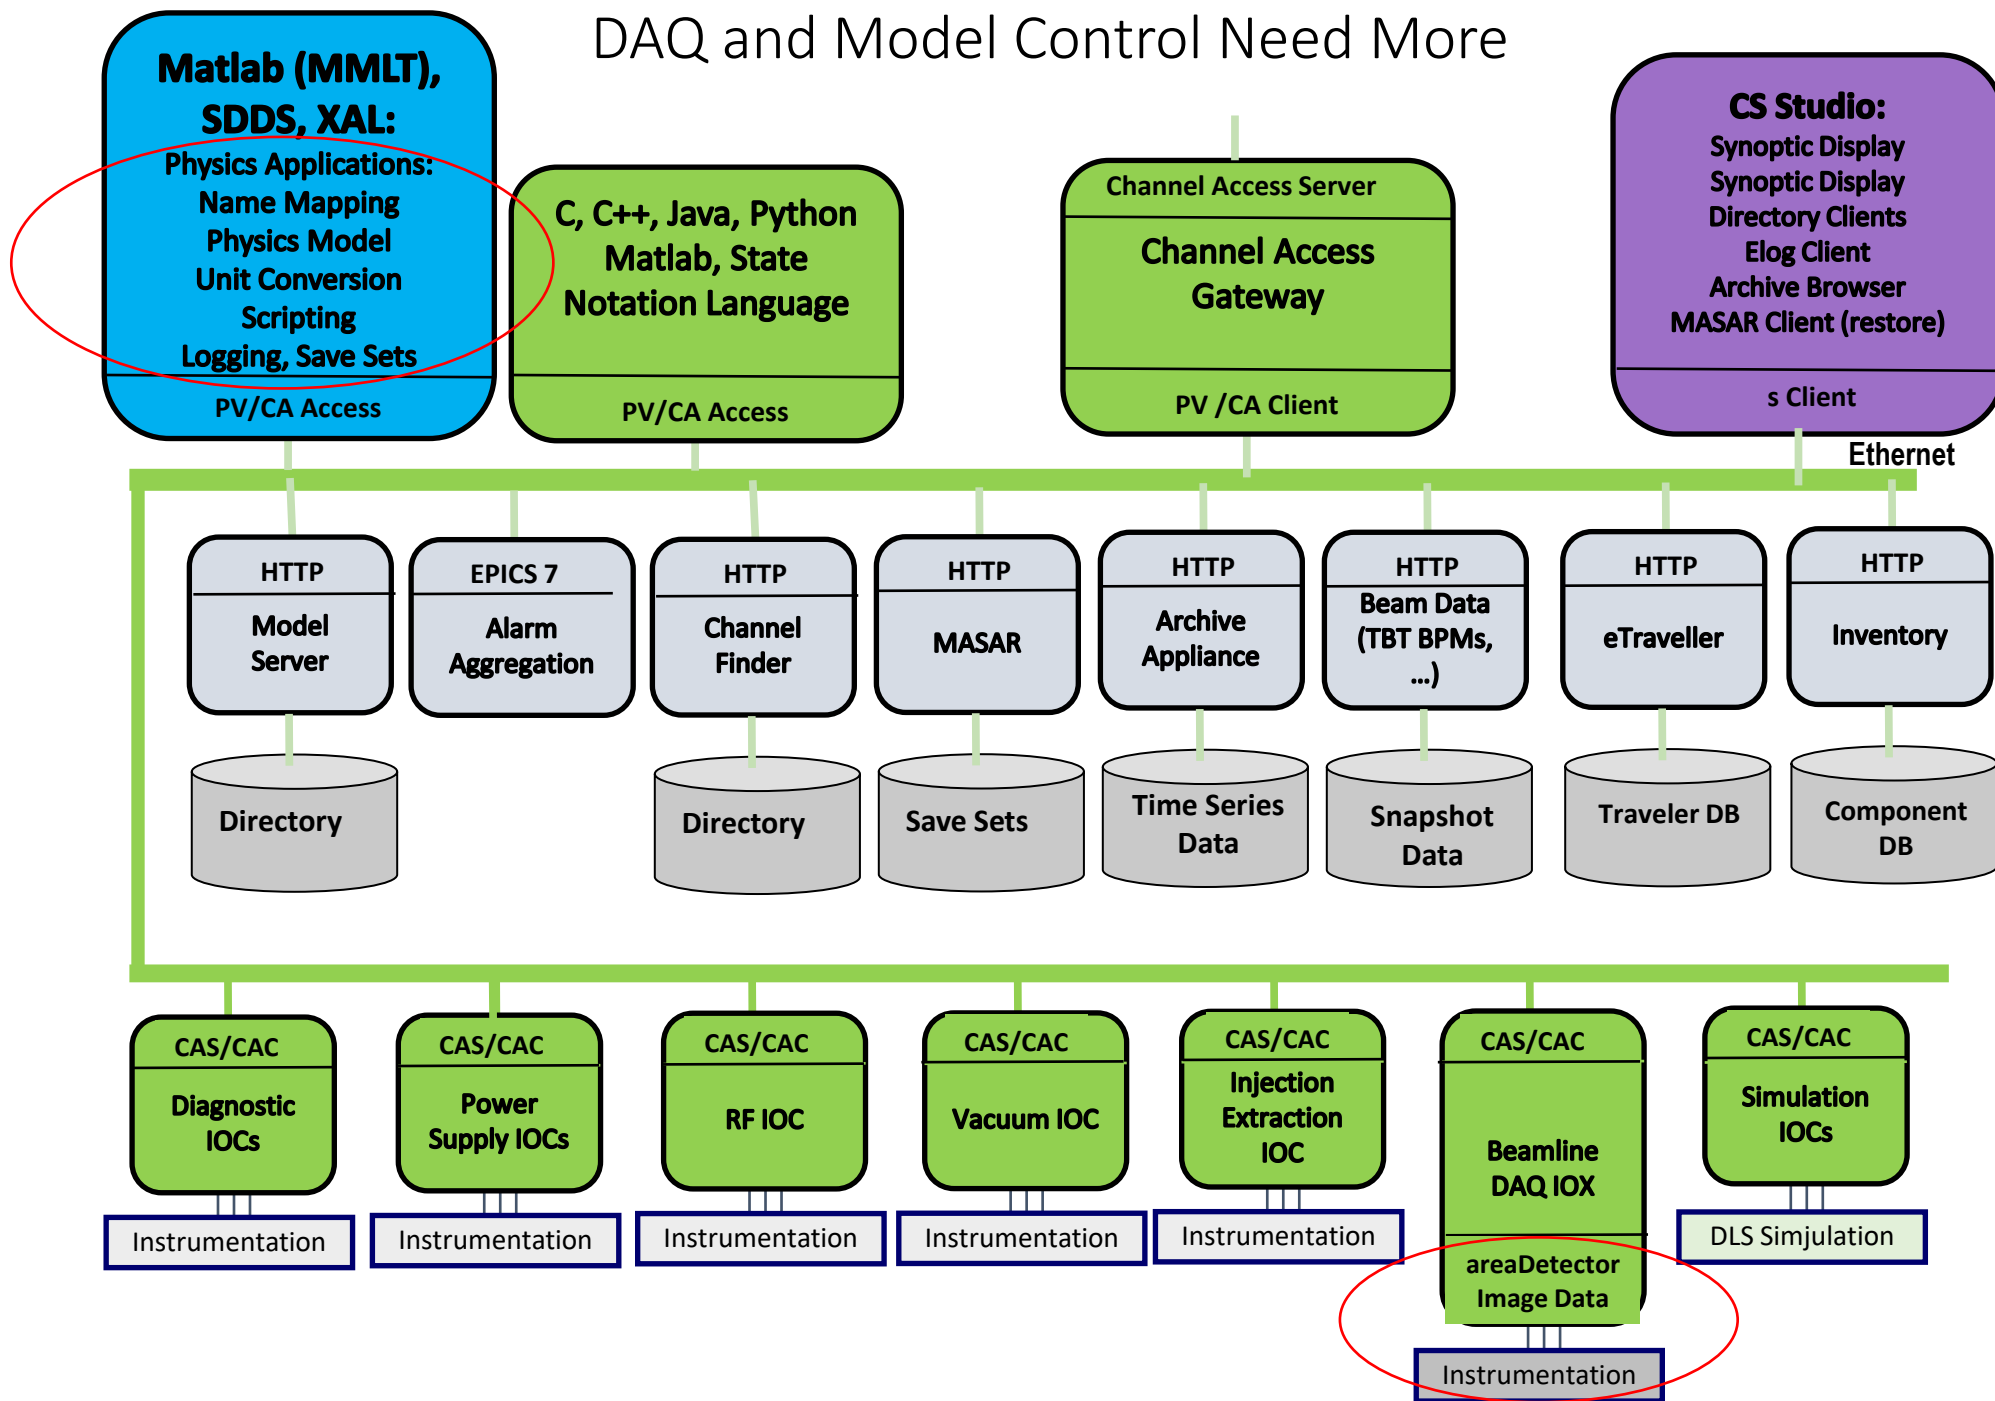 DAQ and Model Control Need More
Matlab (MMLT),
SDDS, XAL:
Physics Applications:
Name Mapping
Physics Model
Unit Conversion
Scripting
Logging, Save Sets
PV/CA Access
C, C++, Java, Python
Matlab, State
Notation Language
PV/CA Access
Channel Access Server
Channel Access
Gateway
PV /CA Client
CS Studio:
Synoptic Display
Synoptic Display
Directory Clients
Elog Client
Archive Browser
MASAR Client (restore)
s Client
Ethernet
HTTP
Model
Server
EPICS 7
Alarm
Aggregation
HTTP
Channel
Finder
HTTP
MASAR
HTTP
Archive
Appliance
HTTP
Beam Data
(TBT BPMs,
...)
HTTP
eTraveller
HTTP
Inventory
Directory
Directory
Save Sets
Time Series
Data
Snapshot
Data
Traveler DB
Component
DB
CAS/CAC
Diagnostic
IOCs
Instrumentation
CAS/CAC
Power
Supply IOCs
Instrumentation
CAS/CAC
RF IOC
Instrumentation
CAS/CAC
Vacuum IOC
Instrumentation
CAS/CAC
Injection
Extraction
IOC
Instrumentation
CAS/CAC
Beamline
DAQ IOX
areaDetector
Image Data
Instrumentation
CAS/CAC
Simulation
IOCs
DLS Simjulation